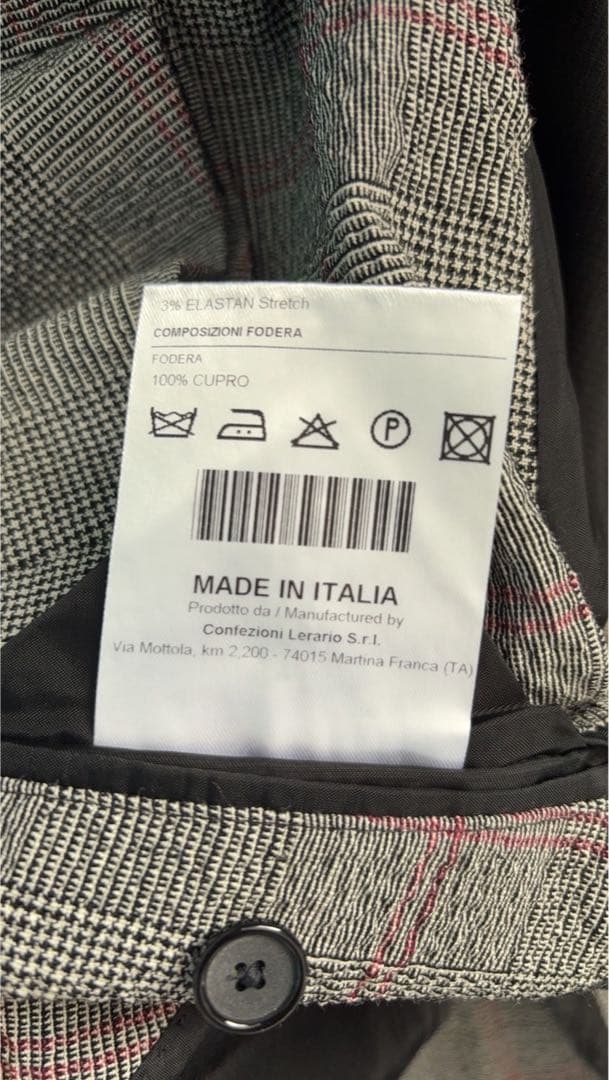 3% ELASTAN Stretch
COMPOSIZIONI FODERA
FODERA
100% CUPRO
P
MADE IN ITALIA
Prodotto da / Manufactured by
Confezioni Lerario S.r.l.
Via Mottola, km 2,200 - 74015 Martina Franca (TA)